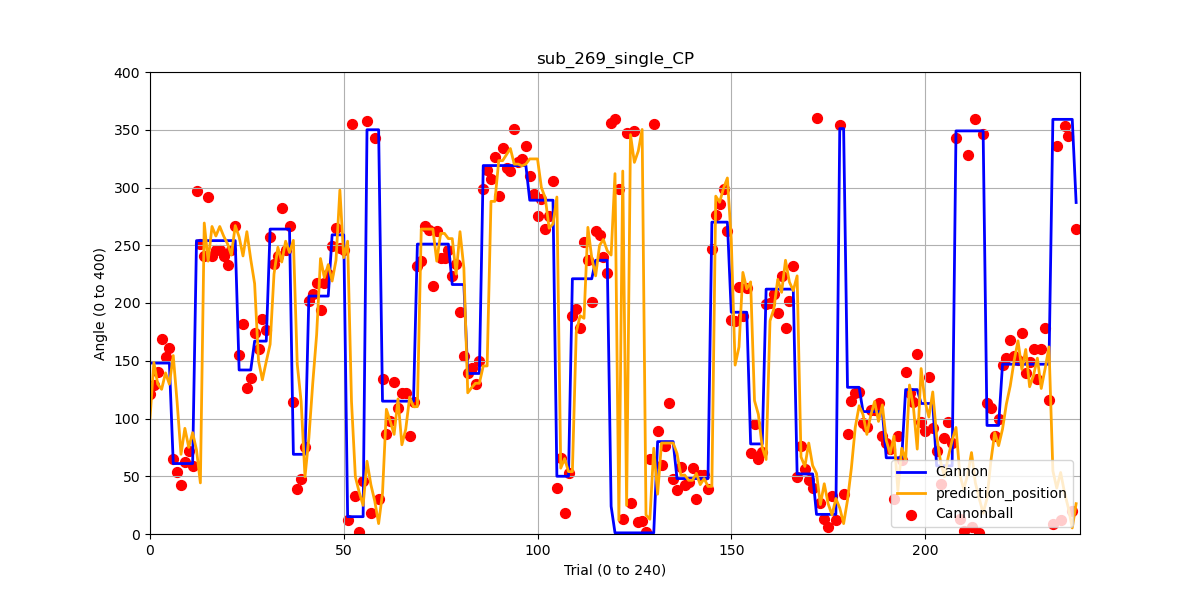 sub_269_single_CP
400
350
300
250
200
150
100
50
0
Angle (0 to 400)
Cannon
prediction_position
Cannonball
0 50 100 150 200
Trial (0 to 240)